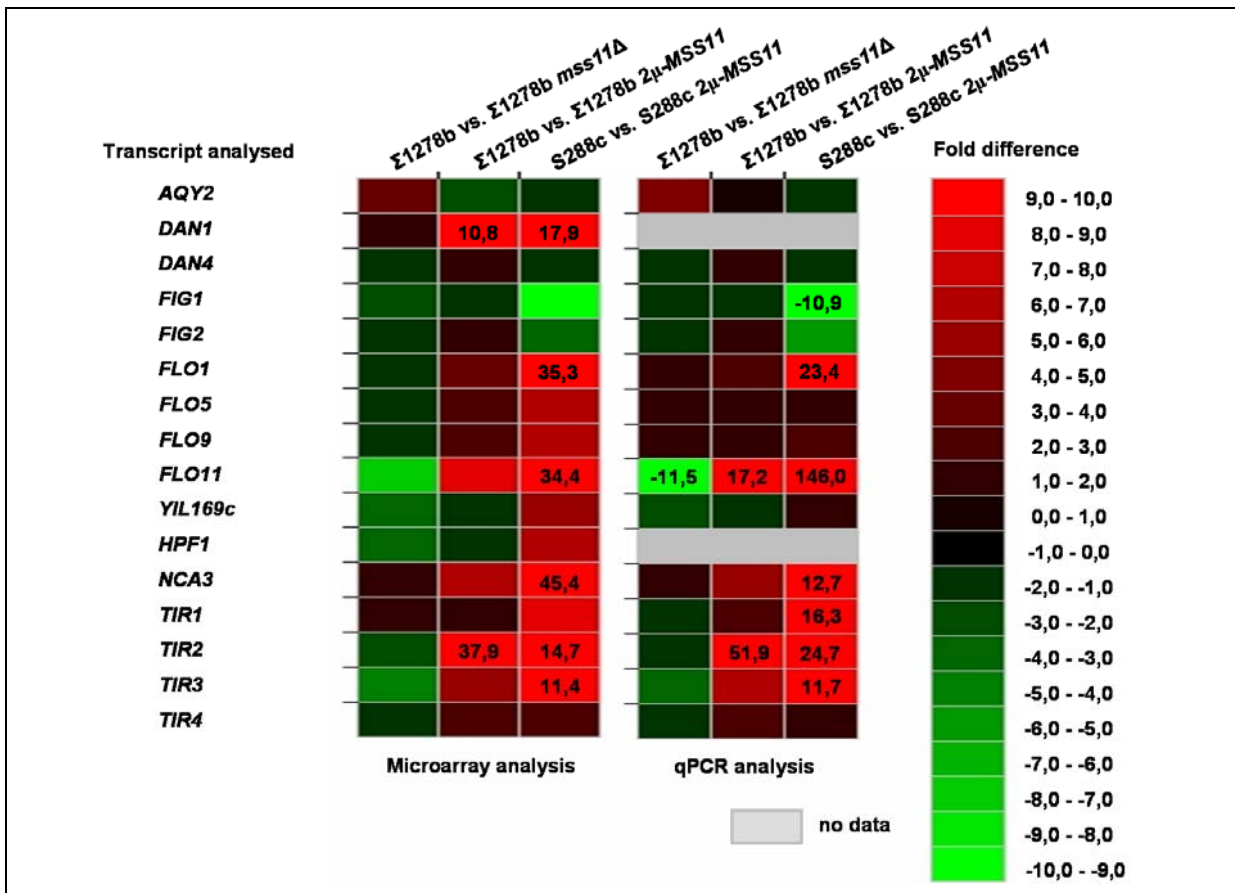 Σ1278b vs. Σ1278b mss11Δ
Σ1278b vs. Σ1278b 2µ-MSS11
S288c vs. S288c 2µ-MSS11
Σ1278b vs. Σ1278b mss11Δ
Σ1278b vs. Σ1278b 2µ-MSS11
S288c vs. S288c 2µ-MSS11
Transcript analysed
Fold difference
AQY2 9,0 - 10,0
DAN1 10,8 17,9 8,0 - 9,0
DAN4 7,0 - 8,0
FIG1 -10,9 6,0 - 7,0
FIG2 5,0 - 6,0
FLO1 35,3 23,4 4,0 - 5,0
FLO5 3,0 - 4,0
FLO9 2,0 - 3,0
FLO11 34,4 -11,5 17,2 146,0 1,0 - 2,0
YIL169c 0,0 - 1,0
HPF1 -1,0 - 0,0
NCA3 45,4 12,7 -2,0 - -1,0
TIR1 16,3 -3,0 - -2,0
TIR2 37,9 14,7 51,9 24,7 -4,0 - -3,0
TIR3 11,4 11,7 -5,0 - -4,0
TIR4 -6,0 - -5,0
Microarray analysis qPCR analysis -7,0 - -6,0
-8,0 - -7,0
no data -9,0 - -8,0
-10,0 - -9,0